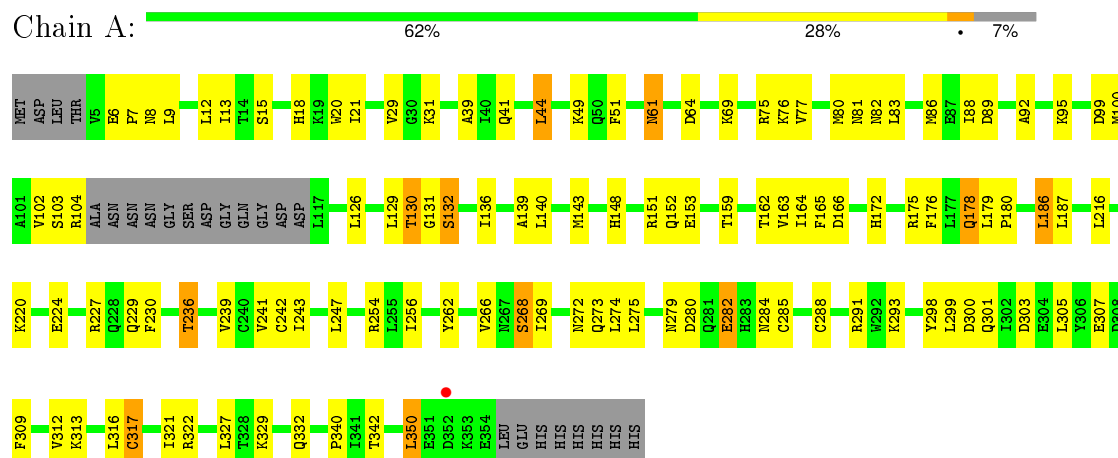 Chain A:
62% 28% • 7%
MET ASP LEU THR V5 E6 P7 N8 L9 L12 I13 T14 S15 H18 K19 W20 I21 V29 G30 K31 A39 I40 Q41 L44 K49 Q50 F51 N61 D64 K69 R75 K76 V77 M80 N81 N82 L83 M86 E87 I88 D89 A92 K95 D99 M100
A101 V102 S103 R104 ALA ASN ASN ASN GLY SER ASP GLY GLN GLY ASP ASP L117 L126 L129 T130 G131 S132 I136 A139 L140 M143 H148 R151 Q152 E153 T159 T162 V163 I164 F165 D166 H172 R175 F176 L177 Q178 L179 P180 L186 L187 L216
K220 E224 R227 Q228 Q229 F230 T236 V239 C240 V241 C242 I243 L247 R254 L255 I256 Y262 V266 N267 S268 I269 N272 Q273 L274 L275 N279 D280 Q281 E282 H283 N284 C285 C288 R291 W292 K293 Y298 L299 D300 Q301 I302 D303 E304 L305 Y306 E307 D308
F309 V312 K313 L316 C317 I321 R322 L327 T328 K329 Q332 P340 I341 T342 L350 E351 D352 K353 E354 LEU GLU HIS HIS HIS HIS HIS HIS